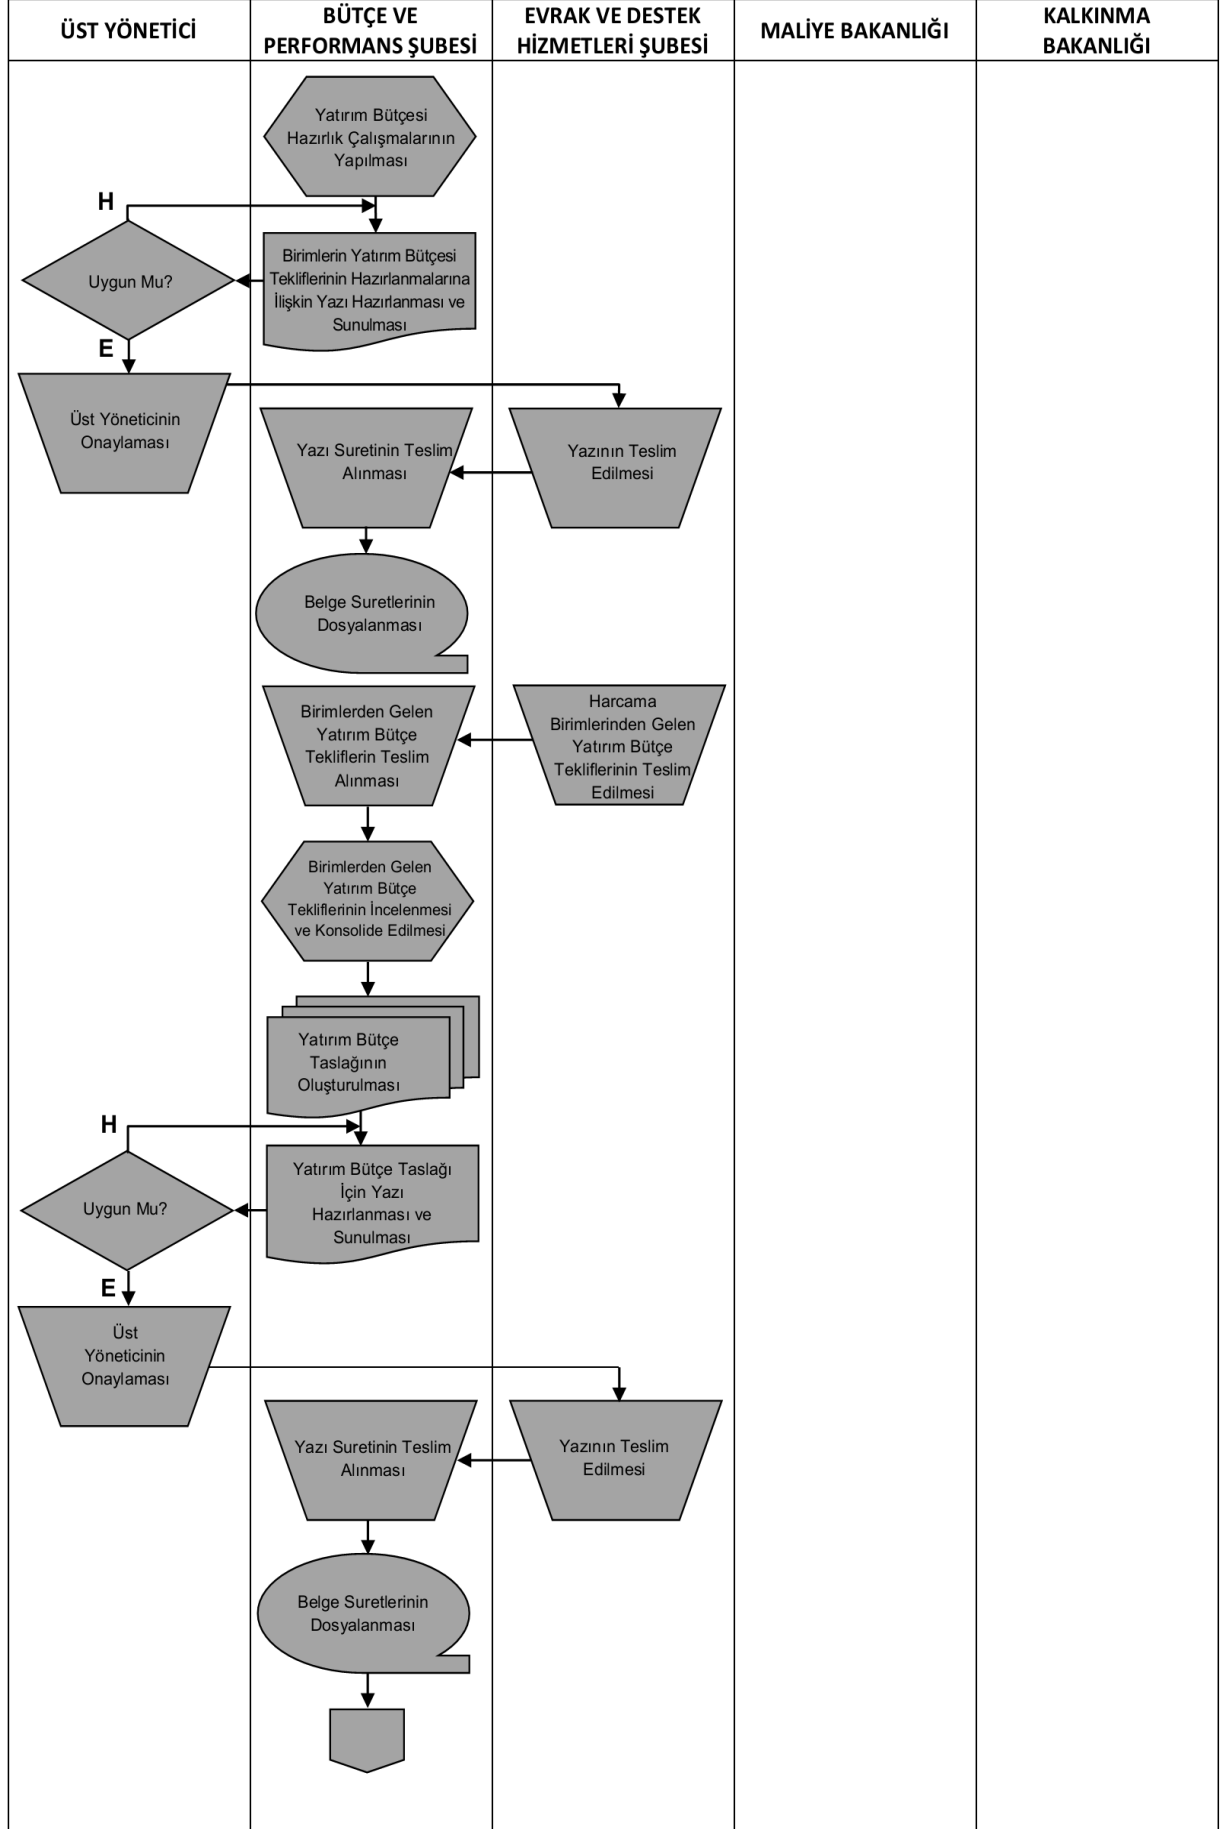 ÜST YÖNETİCİ
BÜTÇE VE
PERFORMANS ŞUBESİ
EVRAK VE DESTEK
HİZMETLERİ ŞUBESİ
MALİYE BAKANLIĞI
KALKINMA
BAKANLIĞI
Yatırım Bütçesi
Hazırlık Çalışmalarının
Yapılması
H
Uygun Mu?
Birimlerin Yatırım Bütçesi
Tekliflerinin Hazırlanmalarına
İlişkin Yazı Hazırlanması ve
Sunulması
E
Üst Yöneticinin
Onaylaması
Yazı Suretinin Teslim
Alınması
Yazının Teslim
Edilmesi
Belge Suretlerinin
Dosyalanması
Birimlerden Gelen
Yatırım Bütçe
Tekliflerin Teslim
Alınması
Harcama
Birimlerinden Gelen
Yatırım Bütçe
Tekliflerinin Teslim
Edilmesi
Birimlerden Gelen
Yatırım Bütçe
Tekliflerinin İncelenmesi
ve Konsolide Edilmesi
Yatırım Bütçe
Taslağının
Oluşturulması
H
Uygun Mu?
Yatırım Bütçe Taslağı
İçin Yazı
Hazırlanması ve
Sunulması
E
Üst
Yöneticinin
Onaylaması
Yazı Suretinin Teslim
Alınması
Yazının Teslim
Edilmesi
Belge Suretlerinin
Dosyalanması